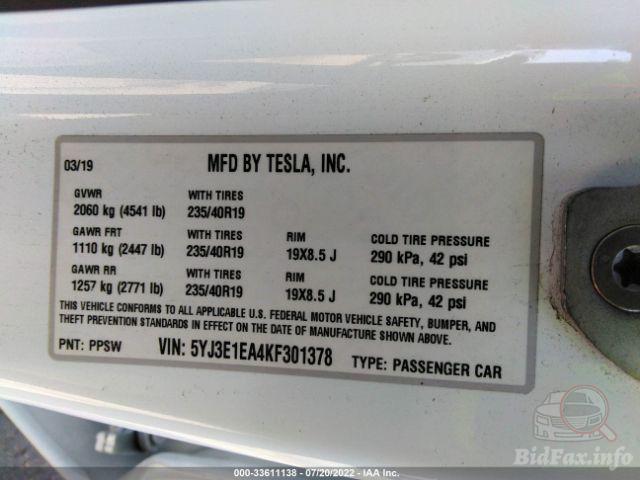 03/19 MFD BY TESLA, INC.
GVWR WITH TIRES
2060 kg (4541 lb) 235/40R19
GAWR FRT WITH TIRES RIM COLD TIRE PRESSURE
1110 kg (2447 lb) 235/40R19 19X8.5 J 290 kPa, 42 psi
GAWR RR WITH TIRES RIM COLD TIRE PRESSURE
1257 kg (2771 lb) 235/40R19 19X8.5 J 290 kPa, 42 psi
THIS VEHICLE CONFORMS TO ALL APPLICABLE U.S. FEDERAL MOTOR VEHICLE SAFETY, BUMPER, AND
THEFT PREVENTION STANDARDS IN EFFECT ON THE DATE OF MANUFACTURE SHOWN ABOVE.
PNT: PPSW VIN: 5YJ3E1EA4KF301378 TYPE: PASSENGER CAR
BidFax.info
000-33611138 - 07/20/2022 - IAA Inc.